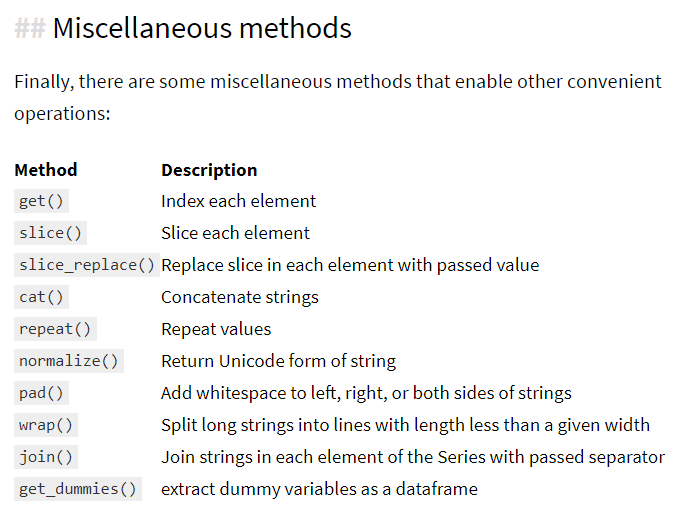 ## Miscellaneous methods
Finally, there are some miscellaneous methods that enable other convenient
operations:
Method Description
get() Index each element
slice() Slice each element
slice_replace() Replace slice in each element with passed value
cat() Concatenate strings
repeat() Repeat values
normalize() Return Unicode form of string
pad() Add whitespace to left, right, or both sides of strings
wrap() Split long strings into lines with length less than a given width
join() Join strings in each element of the Series with passed separator
get_dummies() extract dummy variables as a dataframe